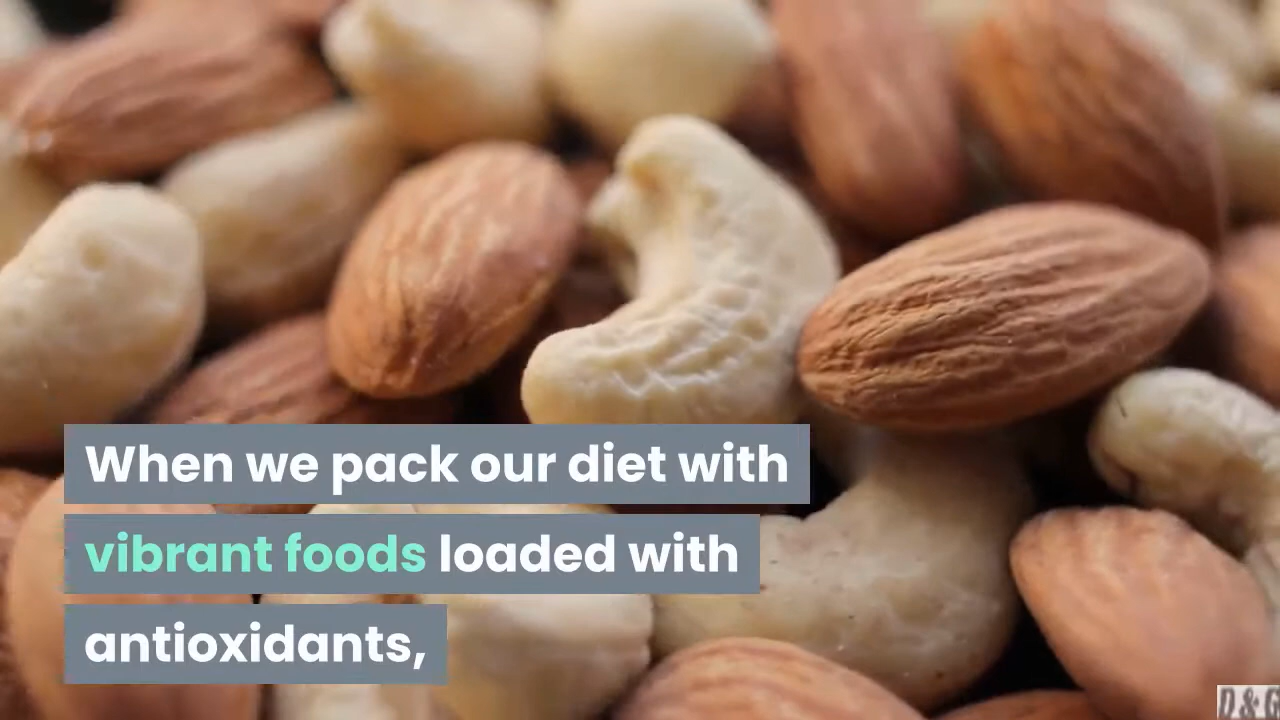 When we pack our diet with
vibrant foods loaded with
antioxidants,
D & G